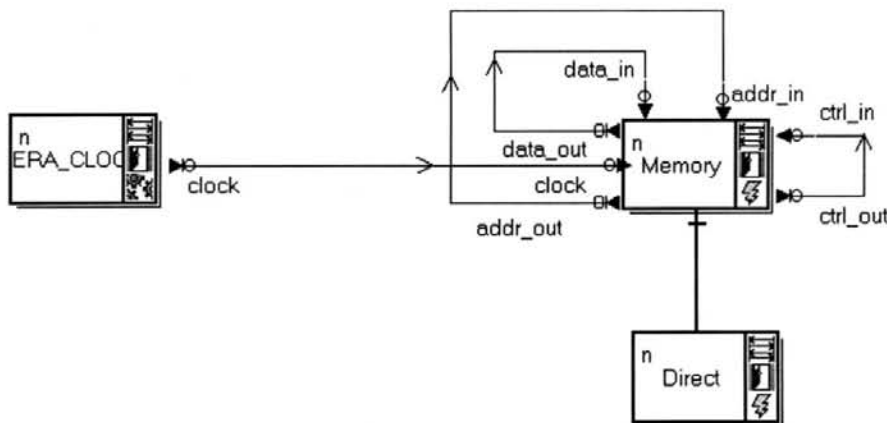 data_in
addr_in
ctrl_in
n
ERA_CLOC
clock
data_out
clock
addr_out
n
Memory
ctrl_out
n
Direct